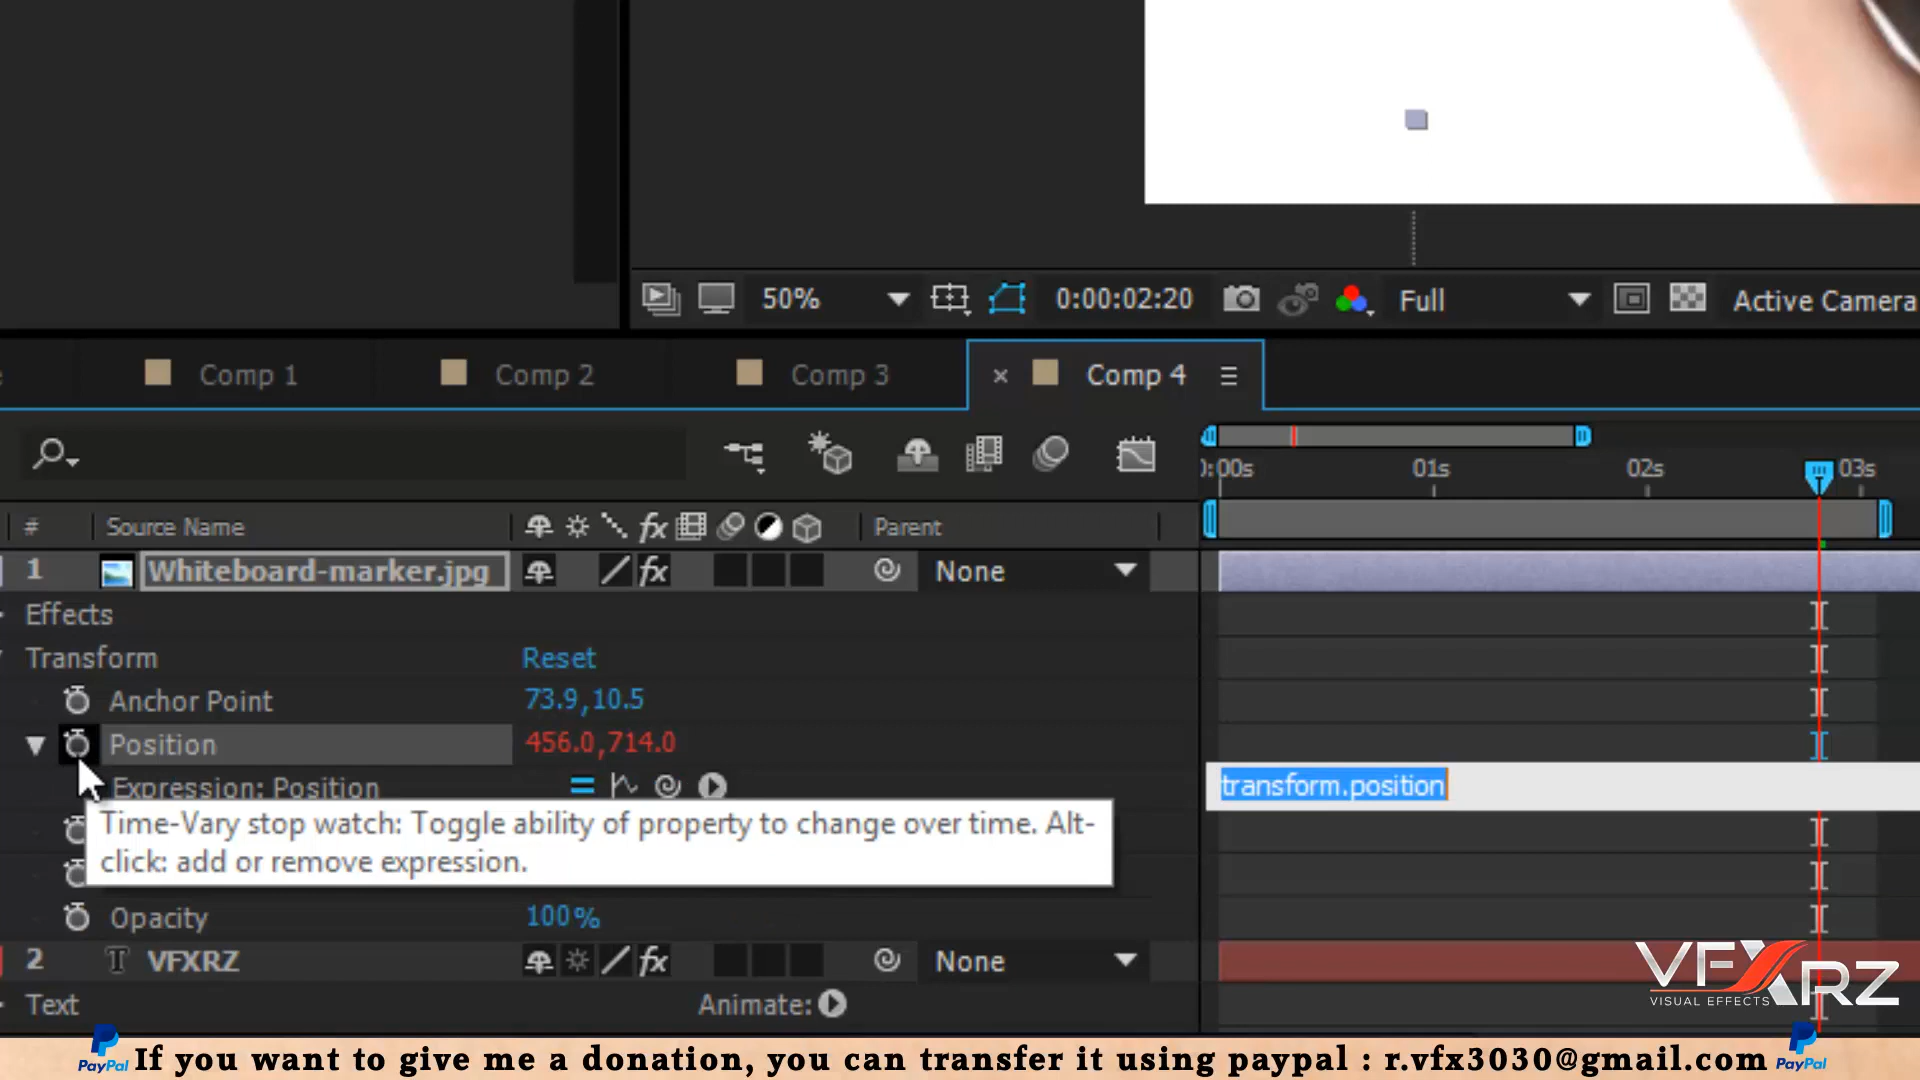 50%
0:00:02:20
Full
Active Camera
Comp 1
Comp 2
Comp 3
Comp 4
0:00s
01s
02s
03s
#
Source Name
fx
Parent
1
Whiteboard-marker.jpg
fx
None
Effects
Transform
Reset
Anchor Point
73.9,10.5
Position
456.0,714.0
Expression: Position
transform.position
Time-Vary stop watch: Toggle ability of property to change over time. Alt-
click: add or remove expression.
Opacity
100%
2
T
VFXRZ
fx
None
Text
Animate:
VFXRZ
VISUAL EFFECTS
PayPal
If you want to give me a donation, you can transfer it using paypal : r.vfx3030@gmail.com
PayPal